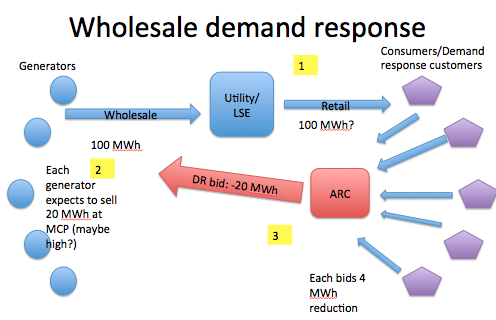 Wholesale demand response
Consumers/Demand
response customers
Generators
1
Utility/
LSE
Wholesale
Retail
100 MWh?
100 MWh
2
Each
generator
expects to sell
20 MWh at
MCP (maybe
high?)
DR bid: -20 MWh
ARC
3
Each bids 4
MWh
reduction